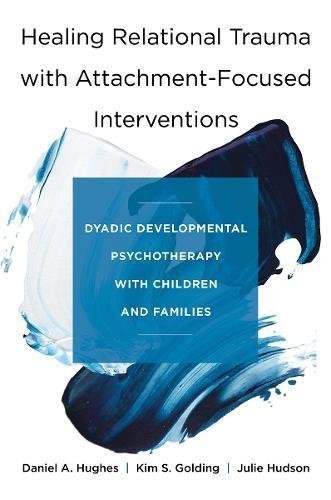 Healing Relational Trauma
with Attachment-Focused
Interventions
DYADIC DEVELOPMENTAL
PSYCHOTHERAPY
WITH CHILDREN
AND FAMILIES
Daniel A. Hughes | Kim S. Golding | Julie Hudson